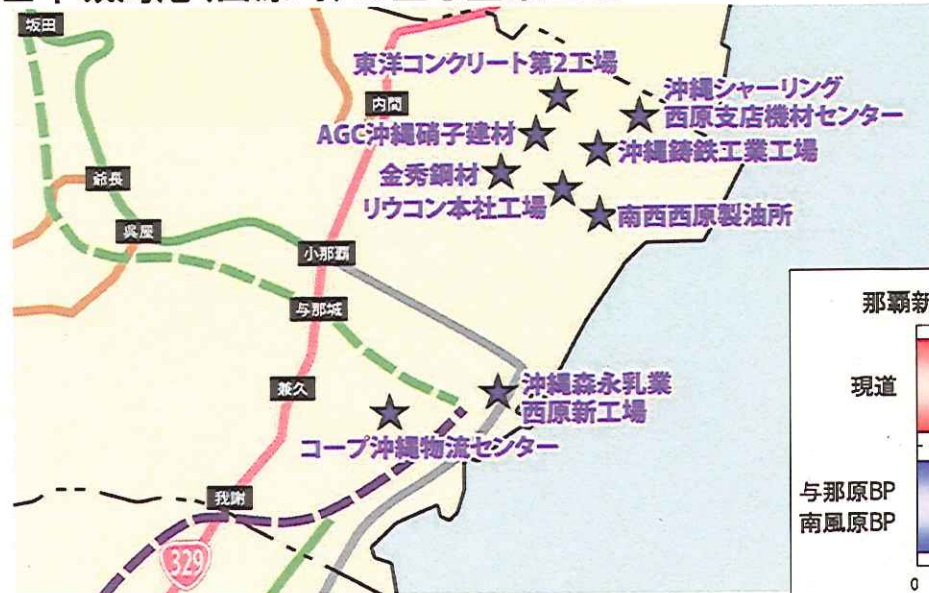 坂田
東洋コンクリート第2工場
内間
沖縄シャーリング
西原支店機材センター
AGC沖縄硝子建材
沖縄鋳鉄工業工場
金秀鋼材
爺長
リウコン本社工場
南西西原製油所
呉屋
小那覇
与那城
那覇新
現道
兼久
沖縄森永乳業
西原新工場
コープ沖縄物流センター
我謝
与那原BP
南風原BP
329
0